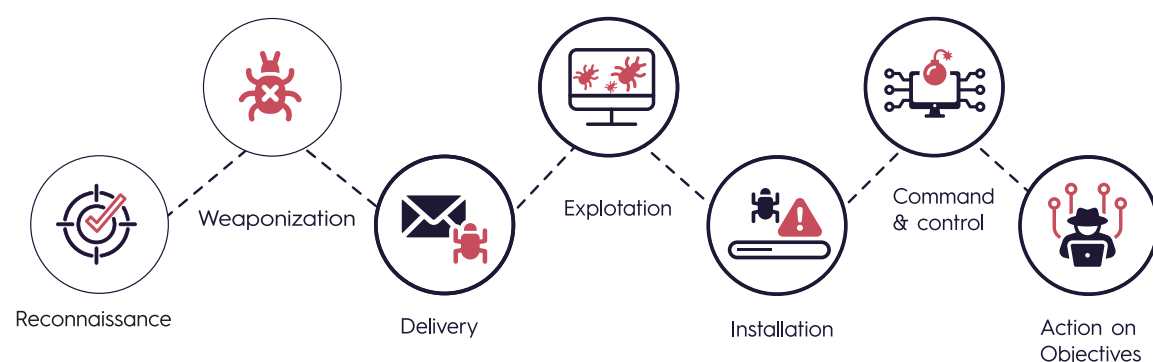 Reconnaissance
Weaponization
Delivery
Explotation
Installation
Command
& control
Action on
Objectives